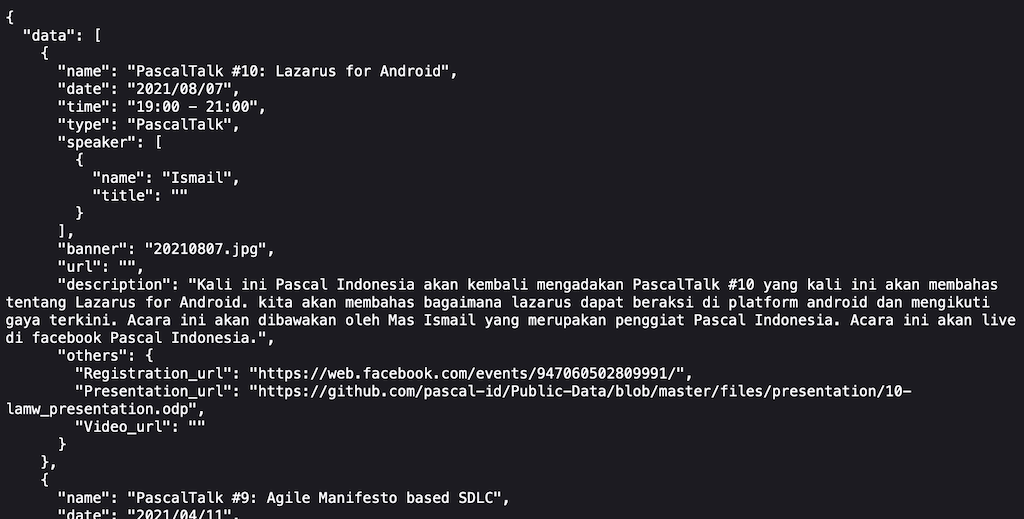 {
"data": [
{
"name": "PascalTalk #10: Lazarus for Android",
"date": "2021/08/07",
"time": "19:00 - 21:00",
"type": "PascalTalk",
"speaker": [
{
"name": "Ismail",
"title": ""
}
],
"banner": "20210807.jpg",
"url": "",
"description": "Kali ini Pascal Indonesia akan kembali mengadakan PascalTalk #10 yang kali ini akan membahas
tentang Lazarus for Android. kita akan membahas bagaimana lazarus dapat beraksi di platform android dan mengikuti
gaya terkini. Acara ini akan dibawakan oleh Mas Ismail yang merupakan penggiat Pascal Indonesia. Acara ini akan live
di facebook Pascal Indonesia.",
"others": {
"Registration_url": "https://web.facebook.com/events/947060502809991/",
"Presentation_url": "https://github.com/pascal-id/Public-Data/blob/master/files/presentation/10-
lamw_presentation.odp",
"Video_url": ""
}
},
{
"name": "PascalTalk #9: Agile Manifesto based SDLC",
"date": "2021/04/11",